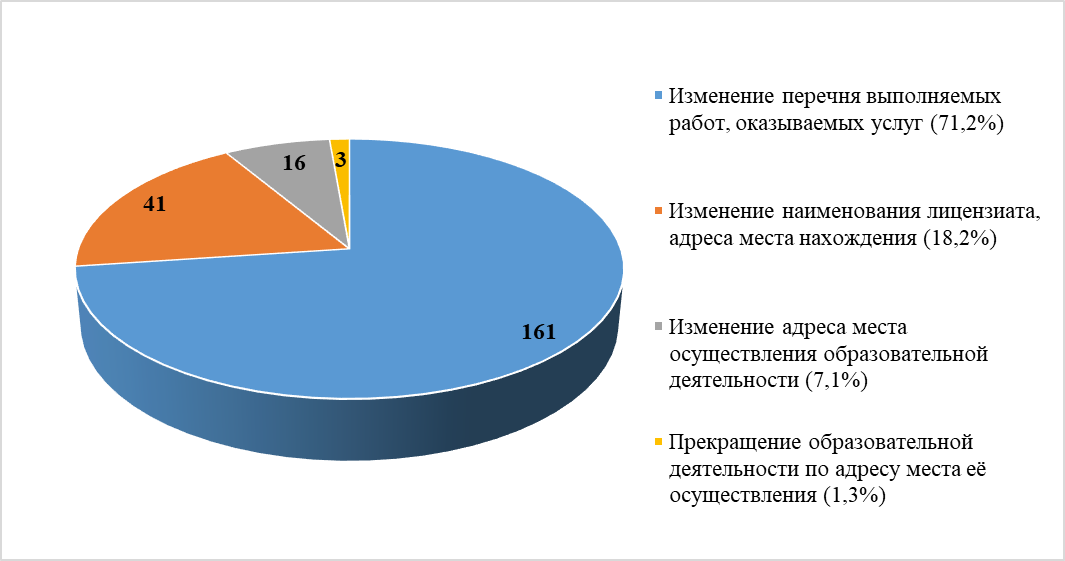 161
41
16
3
Изменение перечня выполняемых
работ, оказываемых услуг (71,2%)
Изменение наименования лицензиата,
адреса места нахождения (18,2%)
Изменение адреса места
осуществления образовательной
деятельности (7,1%)
Прекращение образовательной
деятельности по адресу места её
осуществления (1,3%)